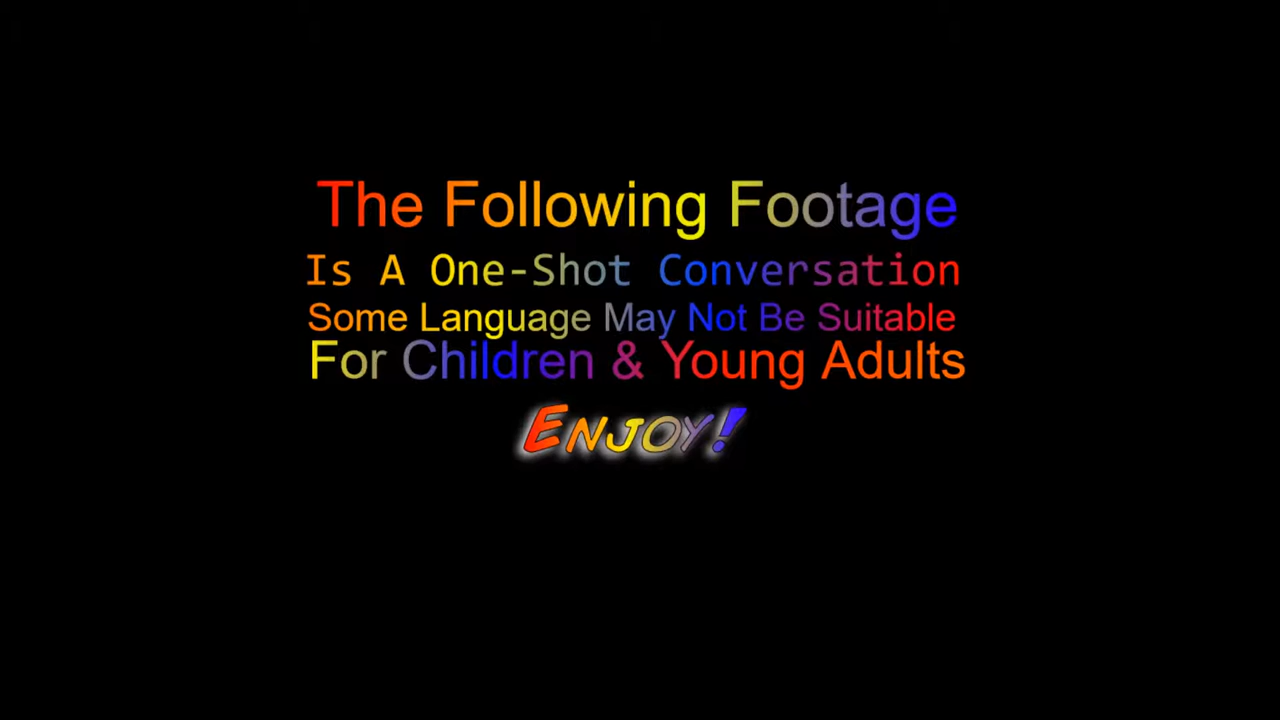 The Following Footage
Is A One-Shot Conversation
Some Language May Not Be Suitable
For Children & Young Adults
ENJOY!